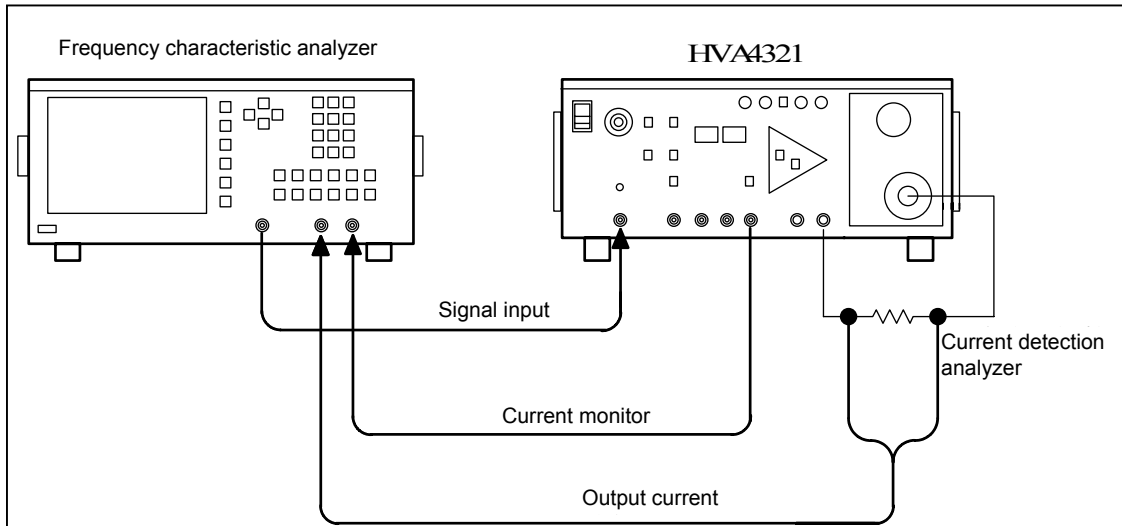 Frequency characteristic analyzer
HVA4321
Signal input
Current detection
analyzer
Current monitor
Output current